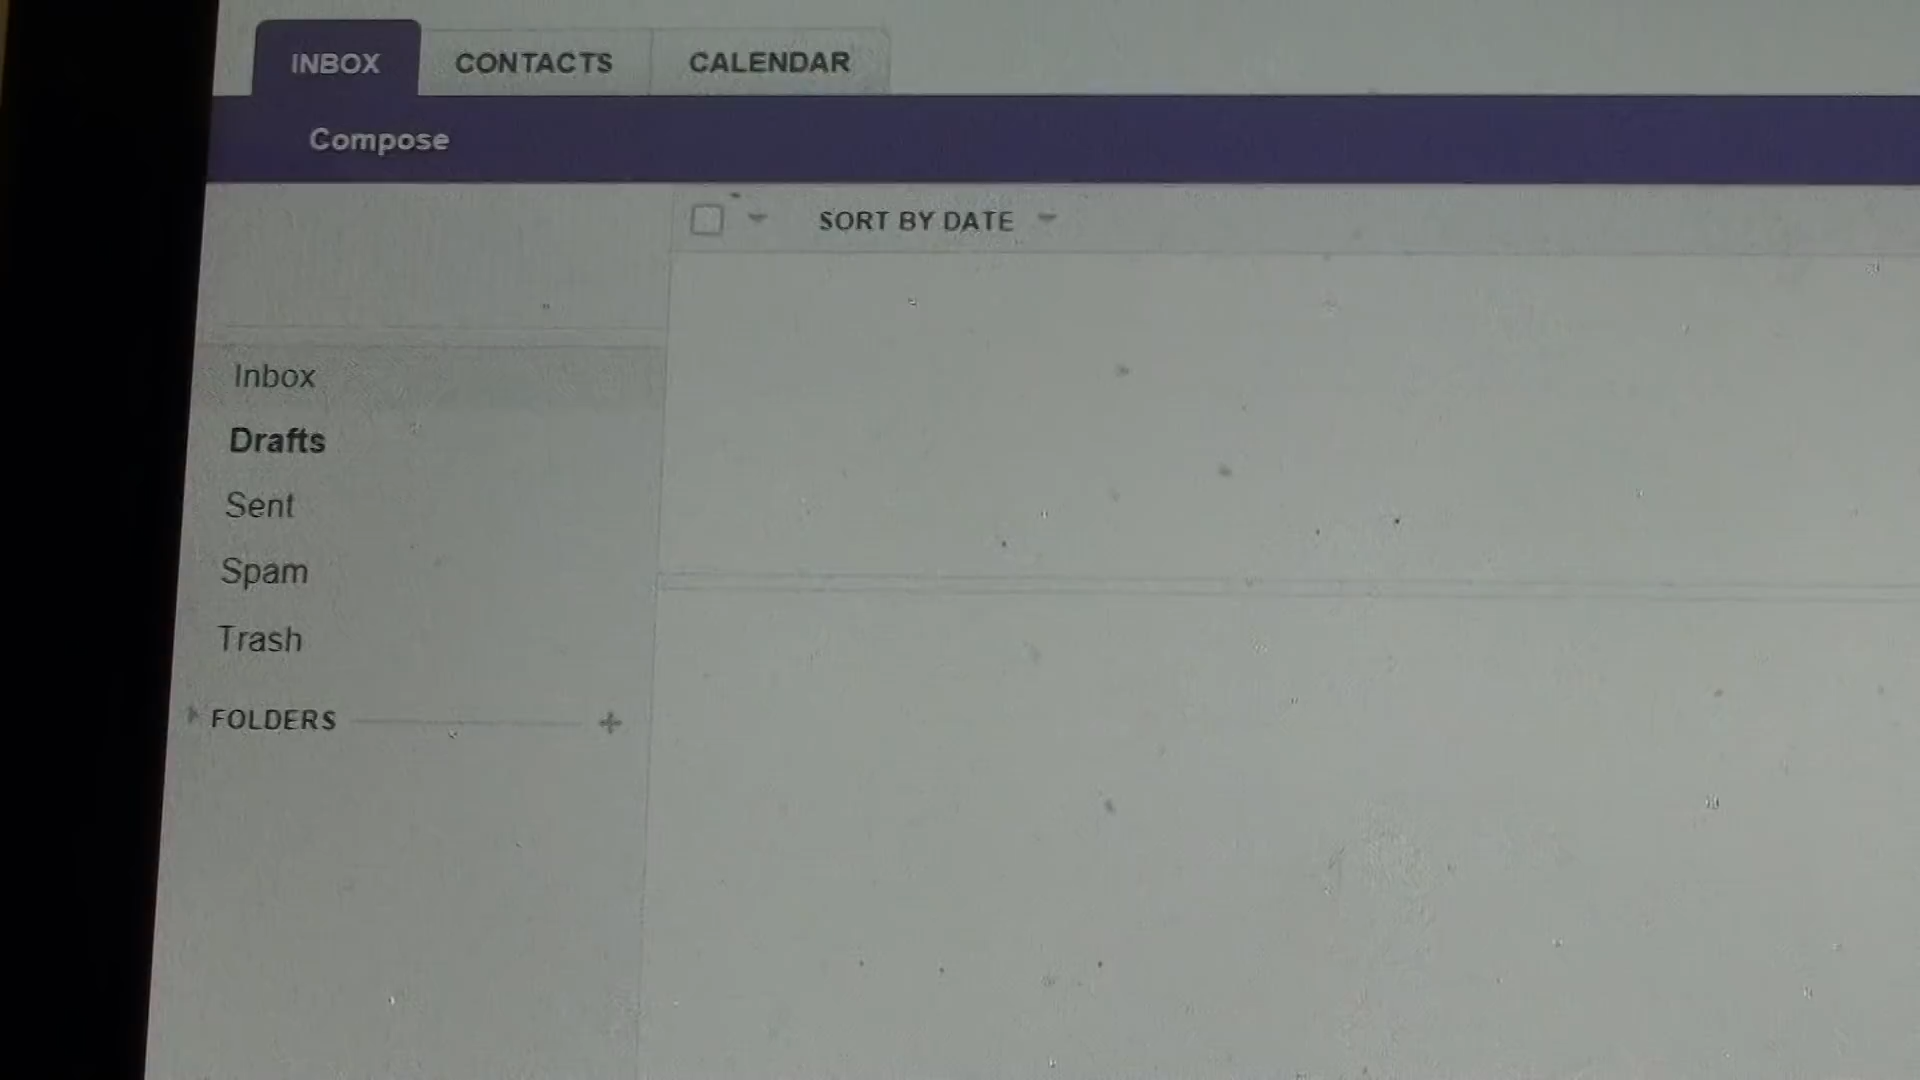 INBOX CONTACTS CALENDAR
Compose
SORT BY DATE
Inbox
Drafts
Sent
Spam
Trash
FOLDERS +